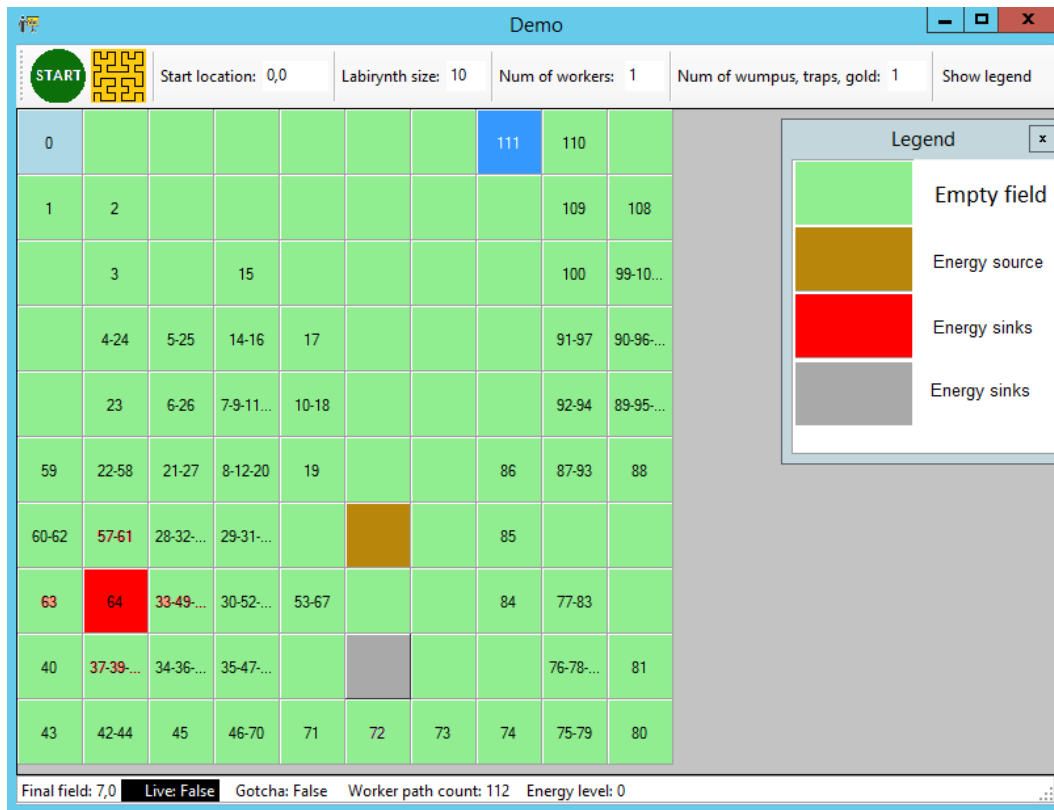 Demo
START Start location: 0,0 Labirynth size: 10 Num of workers: 1 Num of wumpus, traps, gold: 1 Show legend
0 111 110
1 2 109 108
3 15 100 99-10...
4-24 5-25 14-16 17 91-97 90-96-...
23 6-26 7-9-11... 10-18 92-94 89-95-...
59 22-58 21-27 8-12-20 19 86 87-93 88
60-62 57-61 28-32-... 29-31-... 85
63 64 33-49-... 30-52-... 53-67 84 77-83
40 37-39-... 34-36-... 35-47-... 76-78-... 81
43 42-44 45 46-70 71 72 73 74 75-79 80
Legend
Empty field
Energy source
Energy sinks
Energy sinks
Final field: 7,0 Live: False Gotcha: False Worker path count: 112 Energy level: 0